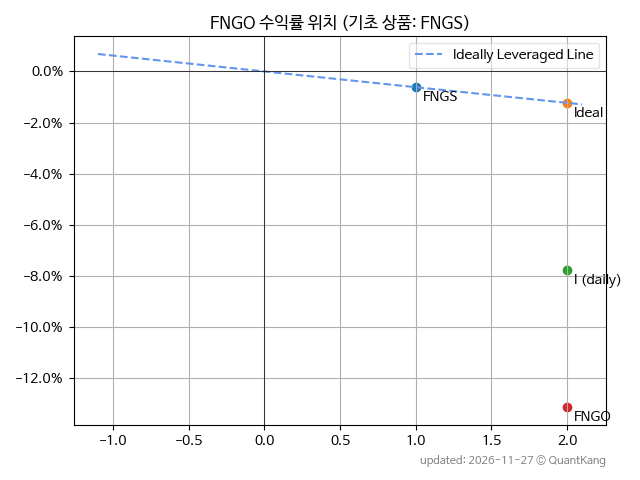 FNGO 수익률 위치 (기초 상품: FNGS)
Ideally Leveraged Line
0.0%
−2.0%
−4.0%
−6.0%
−8.0%
−10.0%
−12.0%
FNGS
Ideal
I (daily)
FNGO
−1.0 −0.5 0.0 0.5 1.0 1.5 2.0
updated: 2026-11-27 © QuantKang